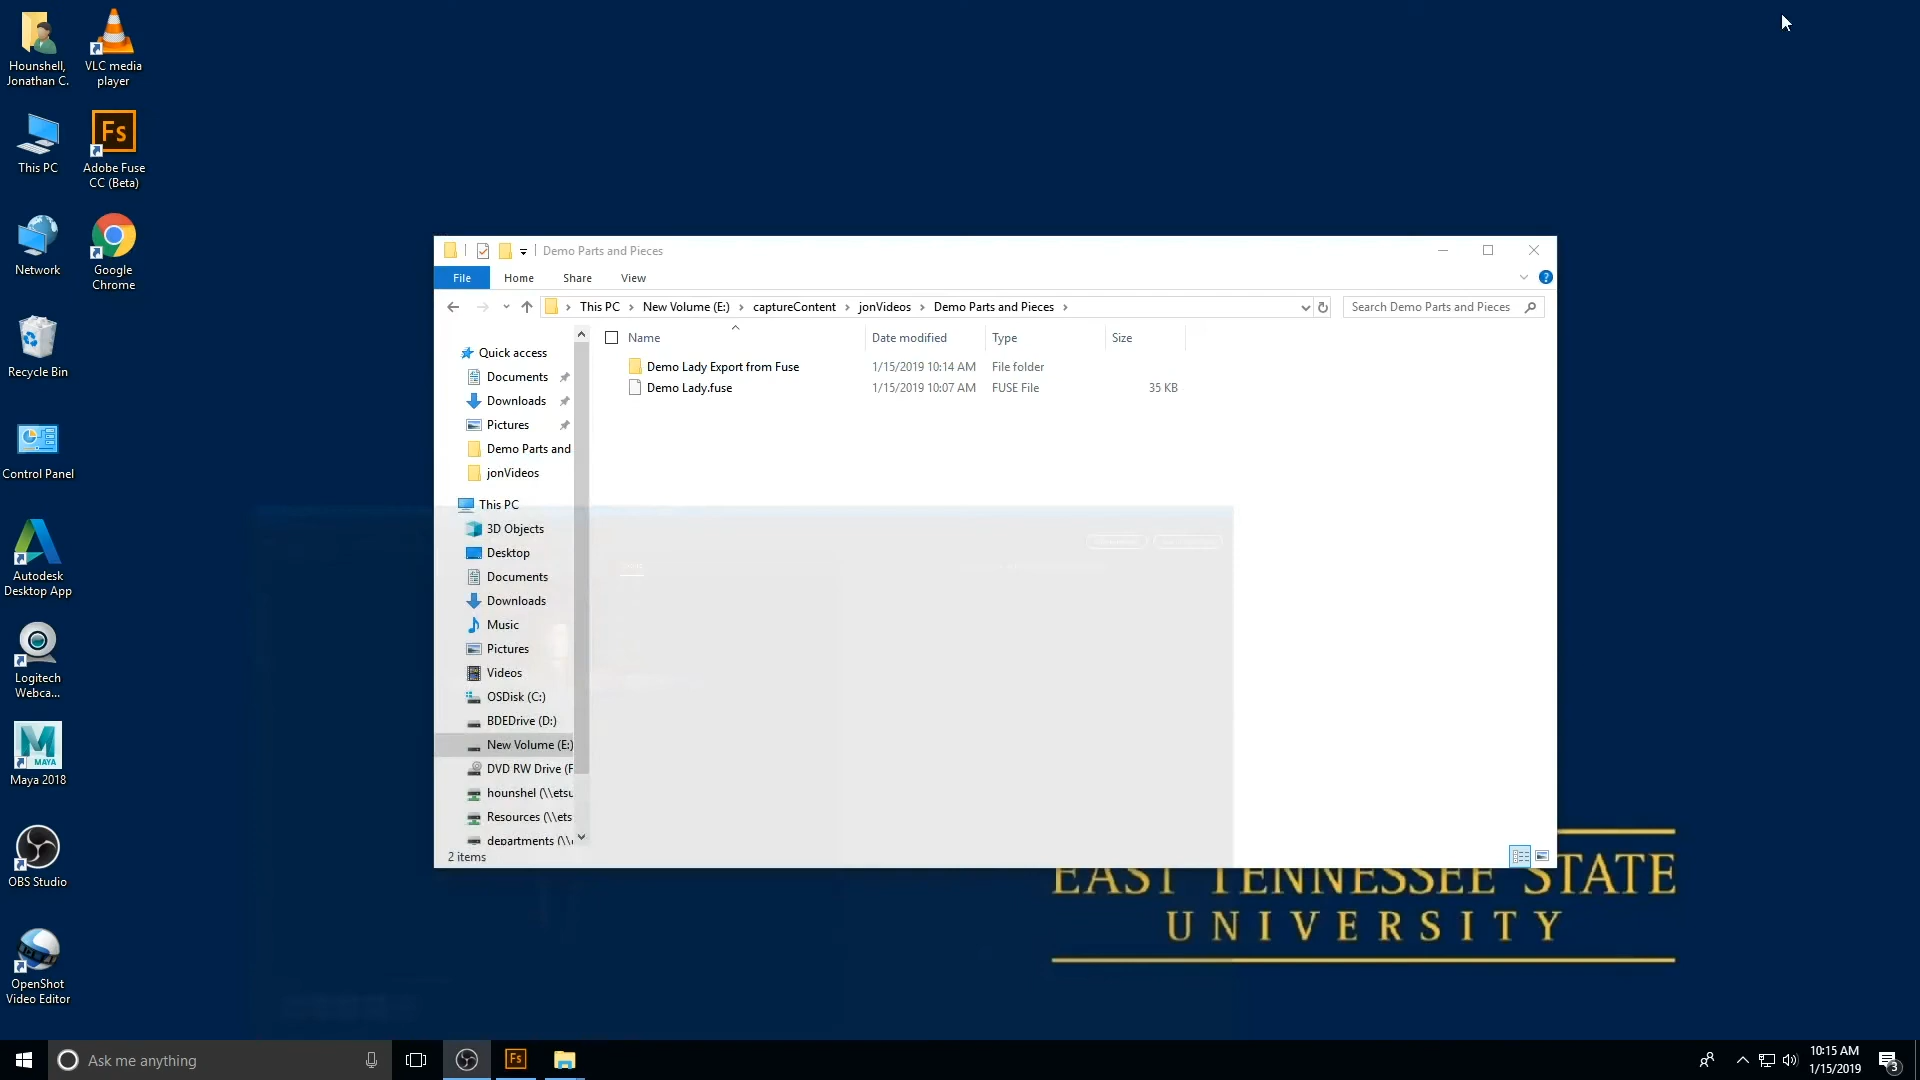 Hounshell,
Jonathan C.
VLC media
player
This PC
Fs
Adobe Fuse
CC (Beta)
Network
Google
Chrome
Recycle Bin
Control Panel
Autodesk
Desktop App
Logitech
Webca...
MAYA
Maya 2018
OBS Studio
OpenShot
Video Editor
Demo Parts and Pieces
File
Home
Share
View
This PC
New Volume (E:)
captureContent
jonVideos
Demo Parts and Pieces
Search Demo Parts and Pieces
Name
Date modified
Type
Size
Demo Lady Export from Fuse
1/15/2019 10:14 AM
File folder
Demo Lady.fuse
1/15/2019 10:07 AM
FUSE File
35 KB
Quick access
Documents
Downloads
Pictures
Demo Parts and
jonVideos
This PC
3D Objects
Desktop
Documents
Downloads
Music
Pictures
Videos
OSDisk (C:)
BDEDrive (D:)
New Volume (E:)
DVD RW Drive (F
hounshel (\\etsu
Resources (\\ets
departments (\\
2 items
EAST TENNESSEE STATE
UNIVERSITY
Ask me anything
Fs
10:15 AM
1/15/2019
3